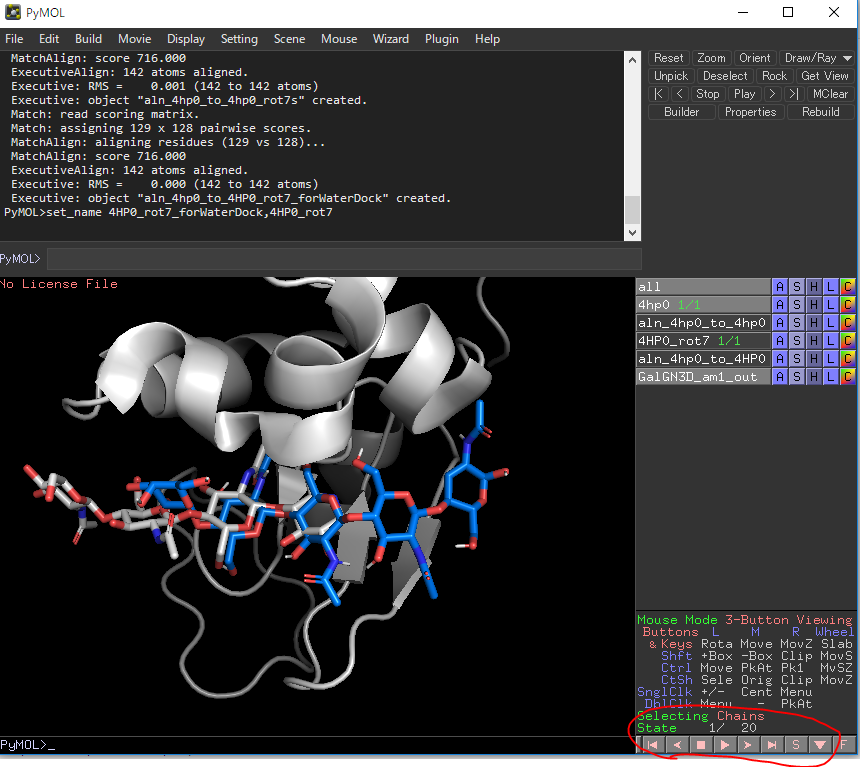 PyMOL
File Edit Build Movie Display Setting Scene Mouse Wizard Plugin Help
MatchAlign: score 716.000
ExecutiveAlign: 142 atoms aligned.
Executive: RMS = 0.001 (142 to 142 atoms)
Executive: object "aln_4hp0_to_4hp0_rot7s" created.
Match: read scoring matrix.
Match: assigning 129 x 128 pairwise scores.
MatchAlign: aligning residues (129 vs 128)...
MatchAlign: score 716.000
ExecutiveAlign: 142 atoms aligned.
Executive: RMS = 0.000 (142 to 142 atoms)
Executive: object "aln_4hp0_to_4HP0_rot7_forWaterDock" created.
PyMOL>set_name 4HP0_rot7_forWaterDock,4HP0_rot7
PyMOL>
Reset Zoom Orient Draw/Ray
Unpick Deselect Rock Get View
|< < Stop Play > >| MClear
Builder Properties Rebuild
No License File
all A S H L C
4hp0 1/1 A S H L C
aln_4hp0_to_4hp0 A S H L C
4HP0_rot7 1/1 A S H L C
aln_4hp0_to_4HP0 A S H L C
GalGN3D_am1_out A S H L C
Mouse Mode 3-Button Viewing
Buttons L M R Wheel
& Keys Rota Move MovZ Slab
Shft +Box -Box Clip MovS
Ctrl Move PkAt Pk1 MvSZ
CtSh Sele Orig Clip MovZ
SnglClk +/- Cent Menu
DblClk Menu - PkAt
Selecting Chains
State 1/ 20
S F
PyMOL>_